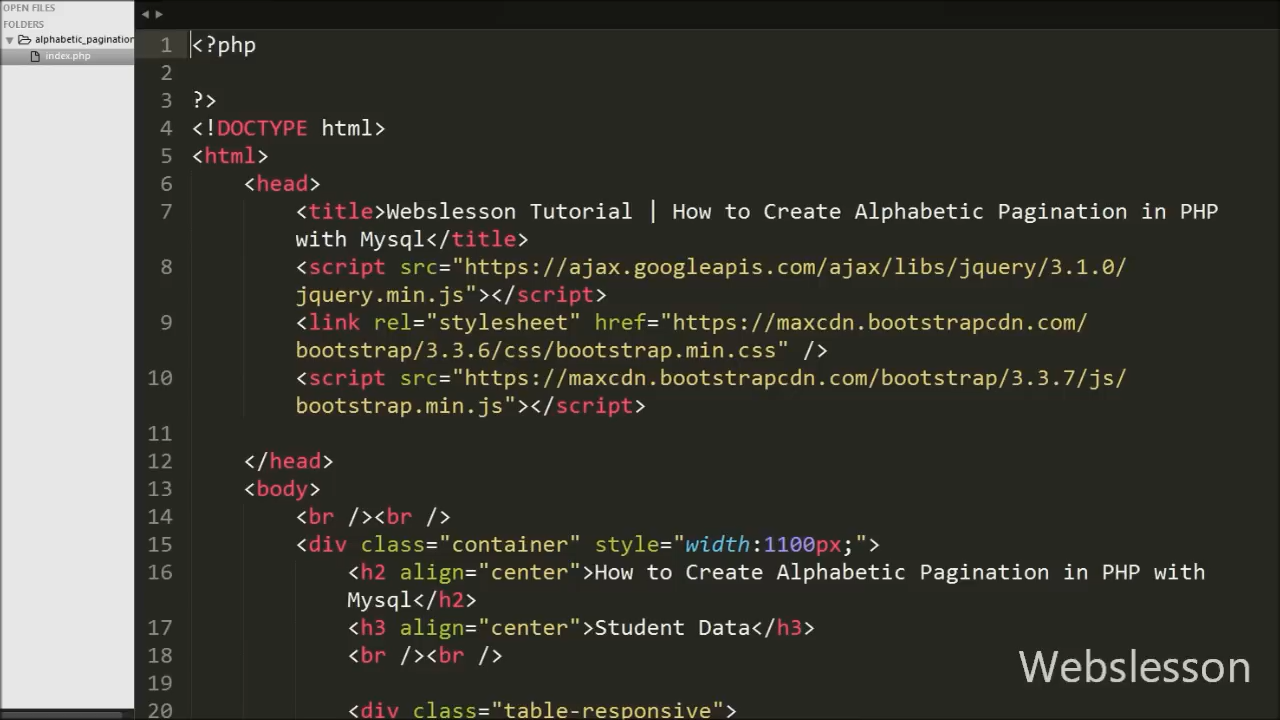 OPEN FILES
FOLDERS
alphabetic_pagination
index.php
1 <?php
2
3 ?>
4 <!DOCTYPE html>
5 <html>
6 <head>
7 <title>Webslesson Tutorial | How to Create Alphabetic Pagination in PHP
with Mysql</title>
8 <script src="https://ajax.googleapis.com/ajax/libs/jquery/3.1.0/
jquery.min.js"></script>
9 <link rel="stylesheet" href="https://maxcdn.bootstrapcdn.com/
bootstrap/3.3.6/css/bootstrap.min.css" />
10 <script src="https://maxcdn.bootstrapcdn.com/bootstrap/3.3.7/js/
bootstrap.min.js"></script>
11
12 </head>
13 <body>
14 <br /><br />
15 <div class="container" style="width:1100px;">
16 <h2 align="center">How to Create Alphabetic Pagination in PHP with
Mysql</h2>
17 <h3 align="center">Student Data</h3>
18 <br /><br />
19
20 <div class="table-responsive">
Webslesson